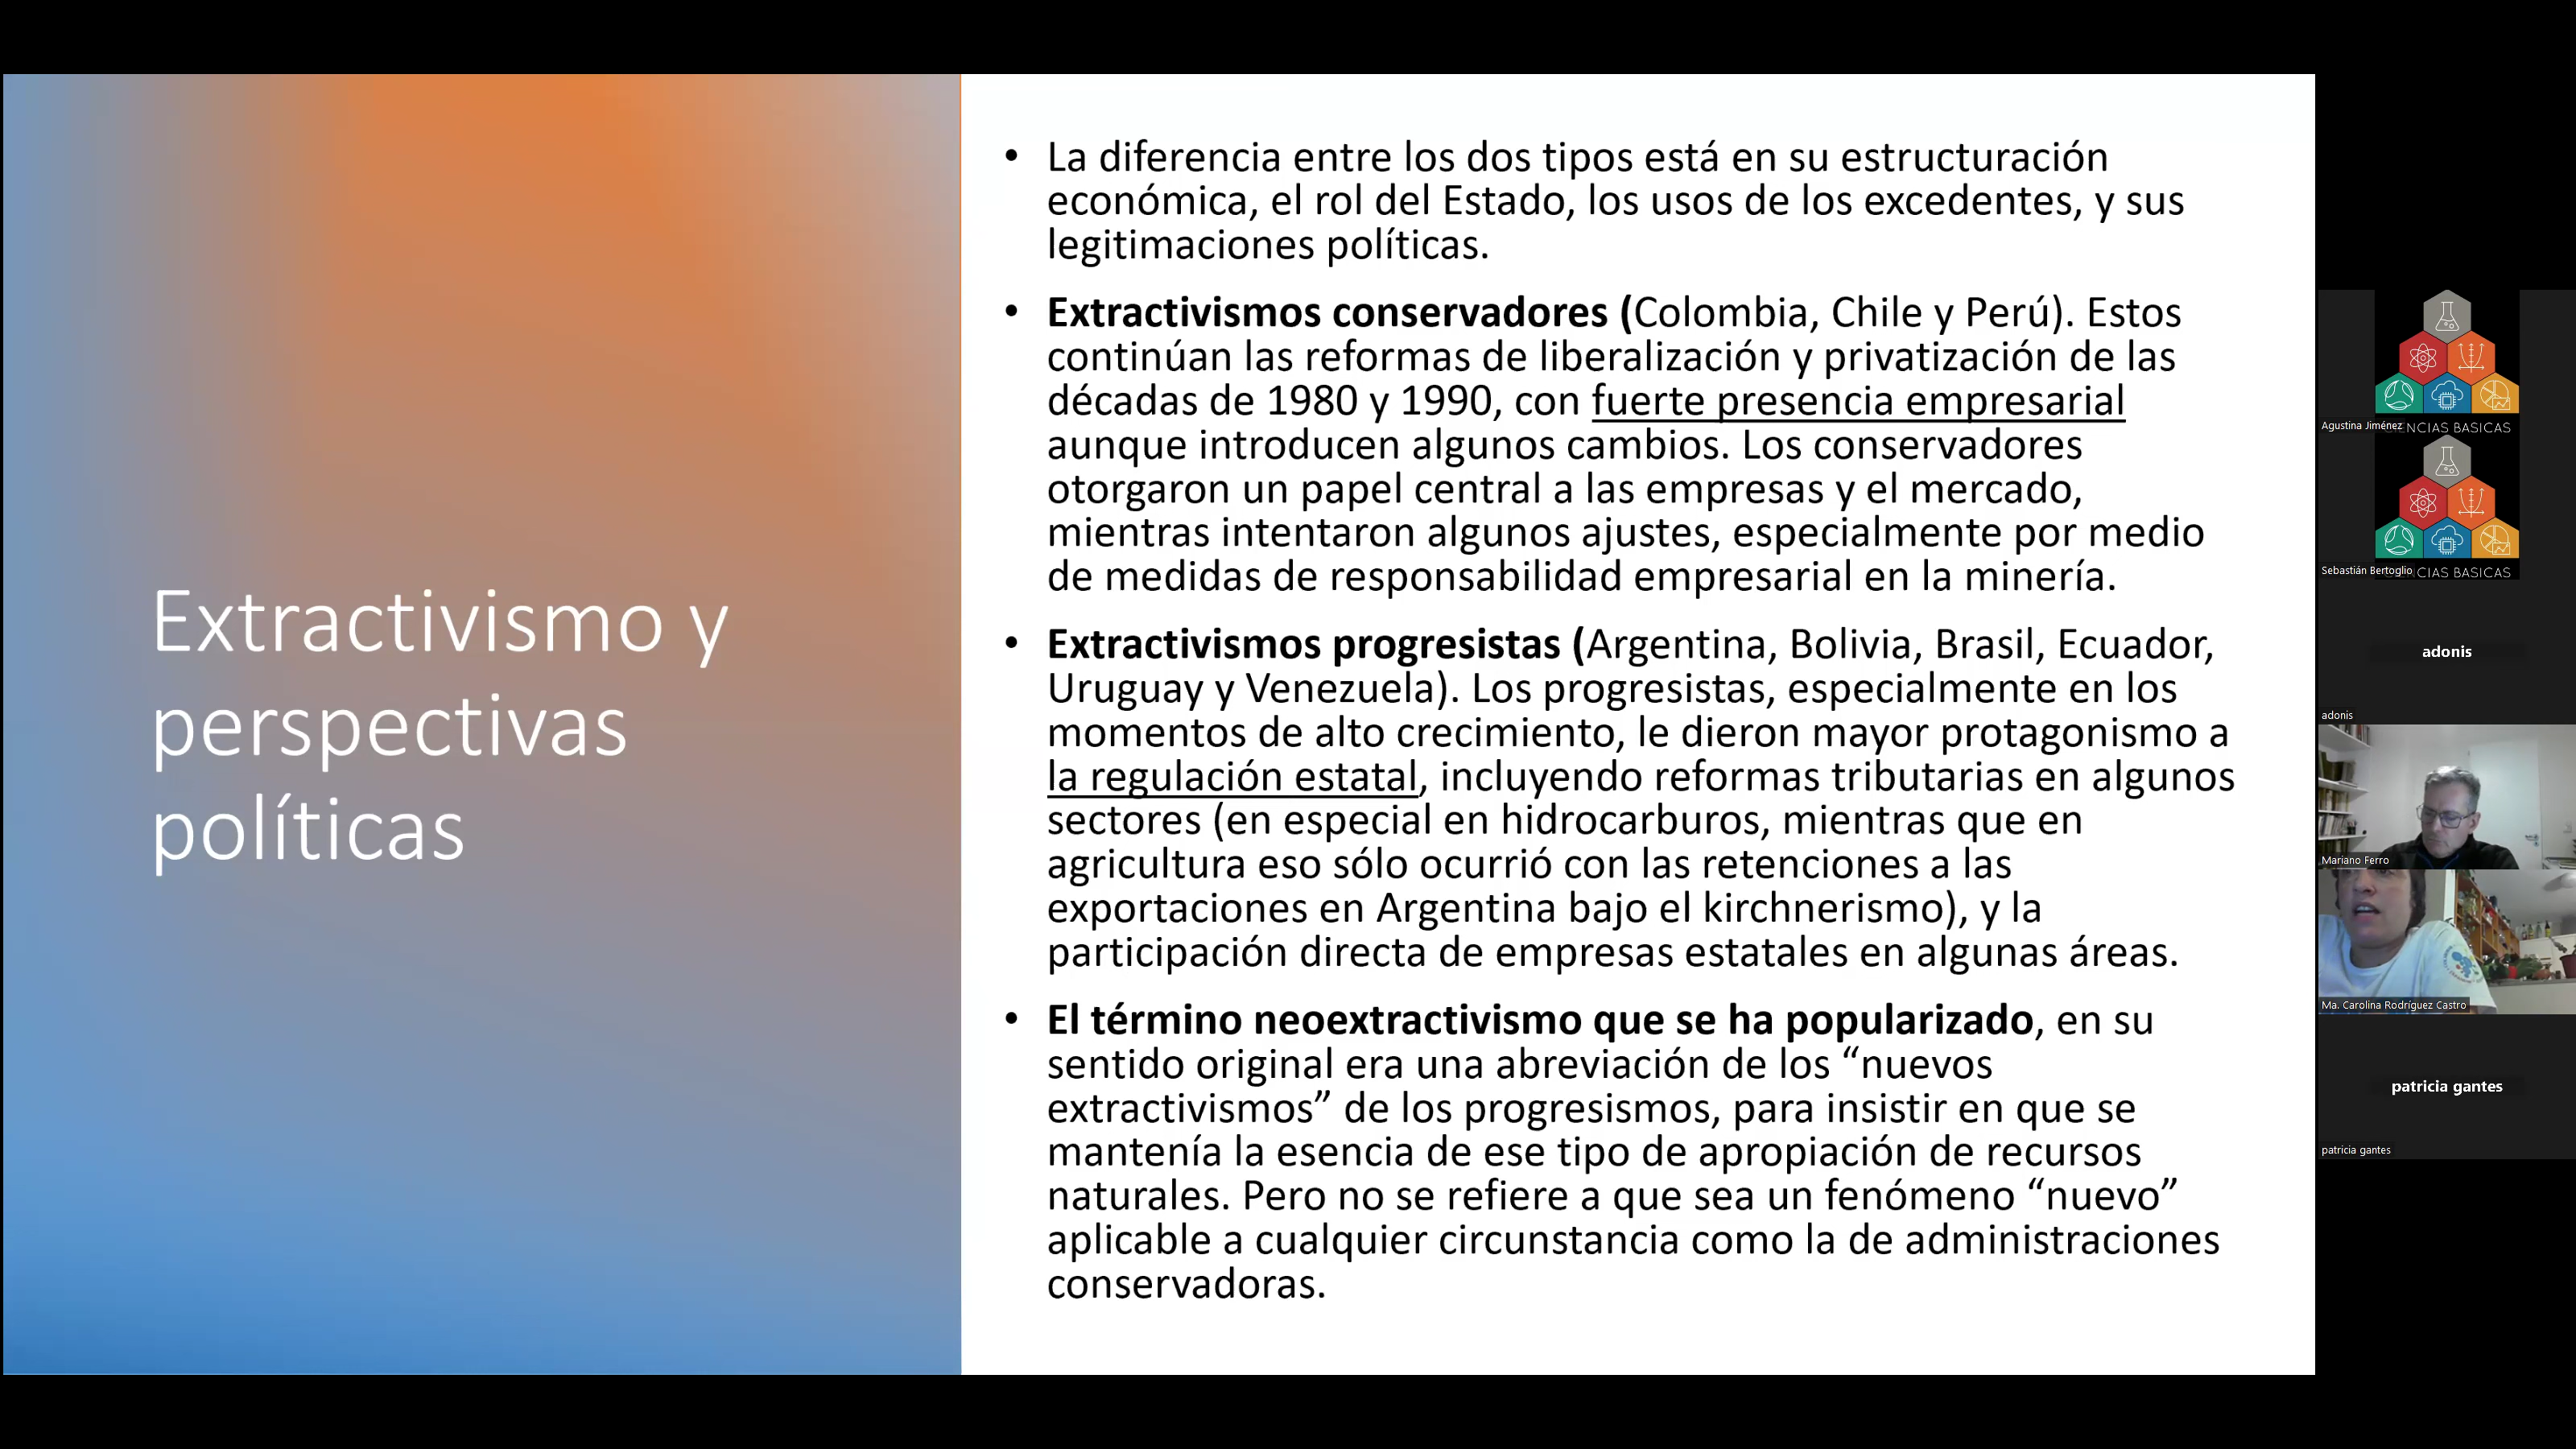 Extractivismo y
perspectivas
políticas
• La diferencia entre los dos tipos está en su estructuración
económica, el rol del Estado, los usos de los excedentes, y sus
legitimaciones políticas.
• Extractivismos conservadores (Colombia, Chile y Perú). Estos
continúan las reformas de liberalización y privatización de las
décadas de 1980 y 1990, con fuerte presencia empresarial
aunque introducen algunos cambios. Los conservadores
otorgaron un papel central a las empresas y el mercado,
mientras intentaron algunos ajustes, especialmente por medio
de medidas de responsabilidad empresarial en la minería.
• Extractivismos progresistas (Argentina, Bolivia, Brasil, Ecuador,
Uruguay y Venezuela). Los progresistas, especialmente en los
momentos de alto crecimiento, le dieron mayor protagonismo a
la regulación estatal, incluyendo reformas tributarias en algunos
sectores (en especial en hidrocarburos, mientras que en
agricultura eso sólo ocurrió con las retenciones a las
exportaciones en Argentina bajo el kirchnerismo), y la
participación directa de empresas estatales en algunas áreas.
• El término neoextractivismo que se ha popularizado, en su
sentido original era una abreviación de los “nuevos
extractivismos” de los progresismos, para insistir en que se
mantenía la esencia de ese tipo de apropiación de recursos
naturales. Pero no se refiere a que sea un fenómeno “nuevo”
aplicable a cualquier circunstancia como la de administraciones
conservadoras.
Agustina Jiménez
ENCIAS BASICAS
Sebastián Bertoglio
CIAS BASICAS
adonis
adonis
Mariano Ferro
Ma. Carolina Rodríguez Castro
patricia gantes
patricia gantes